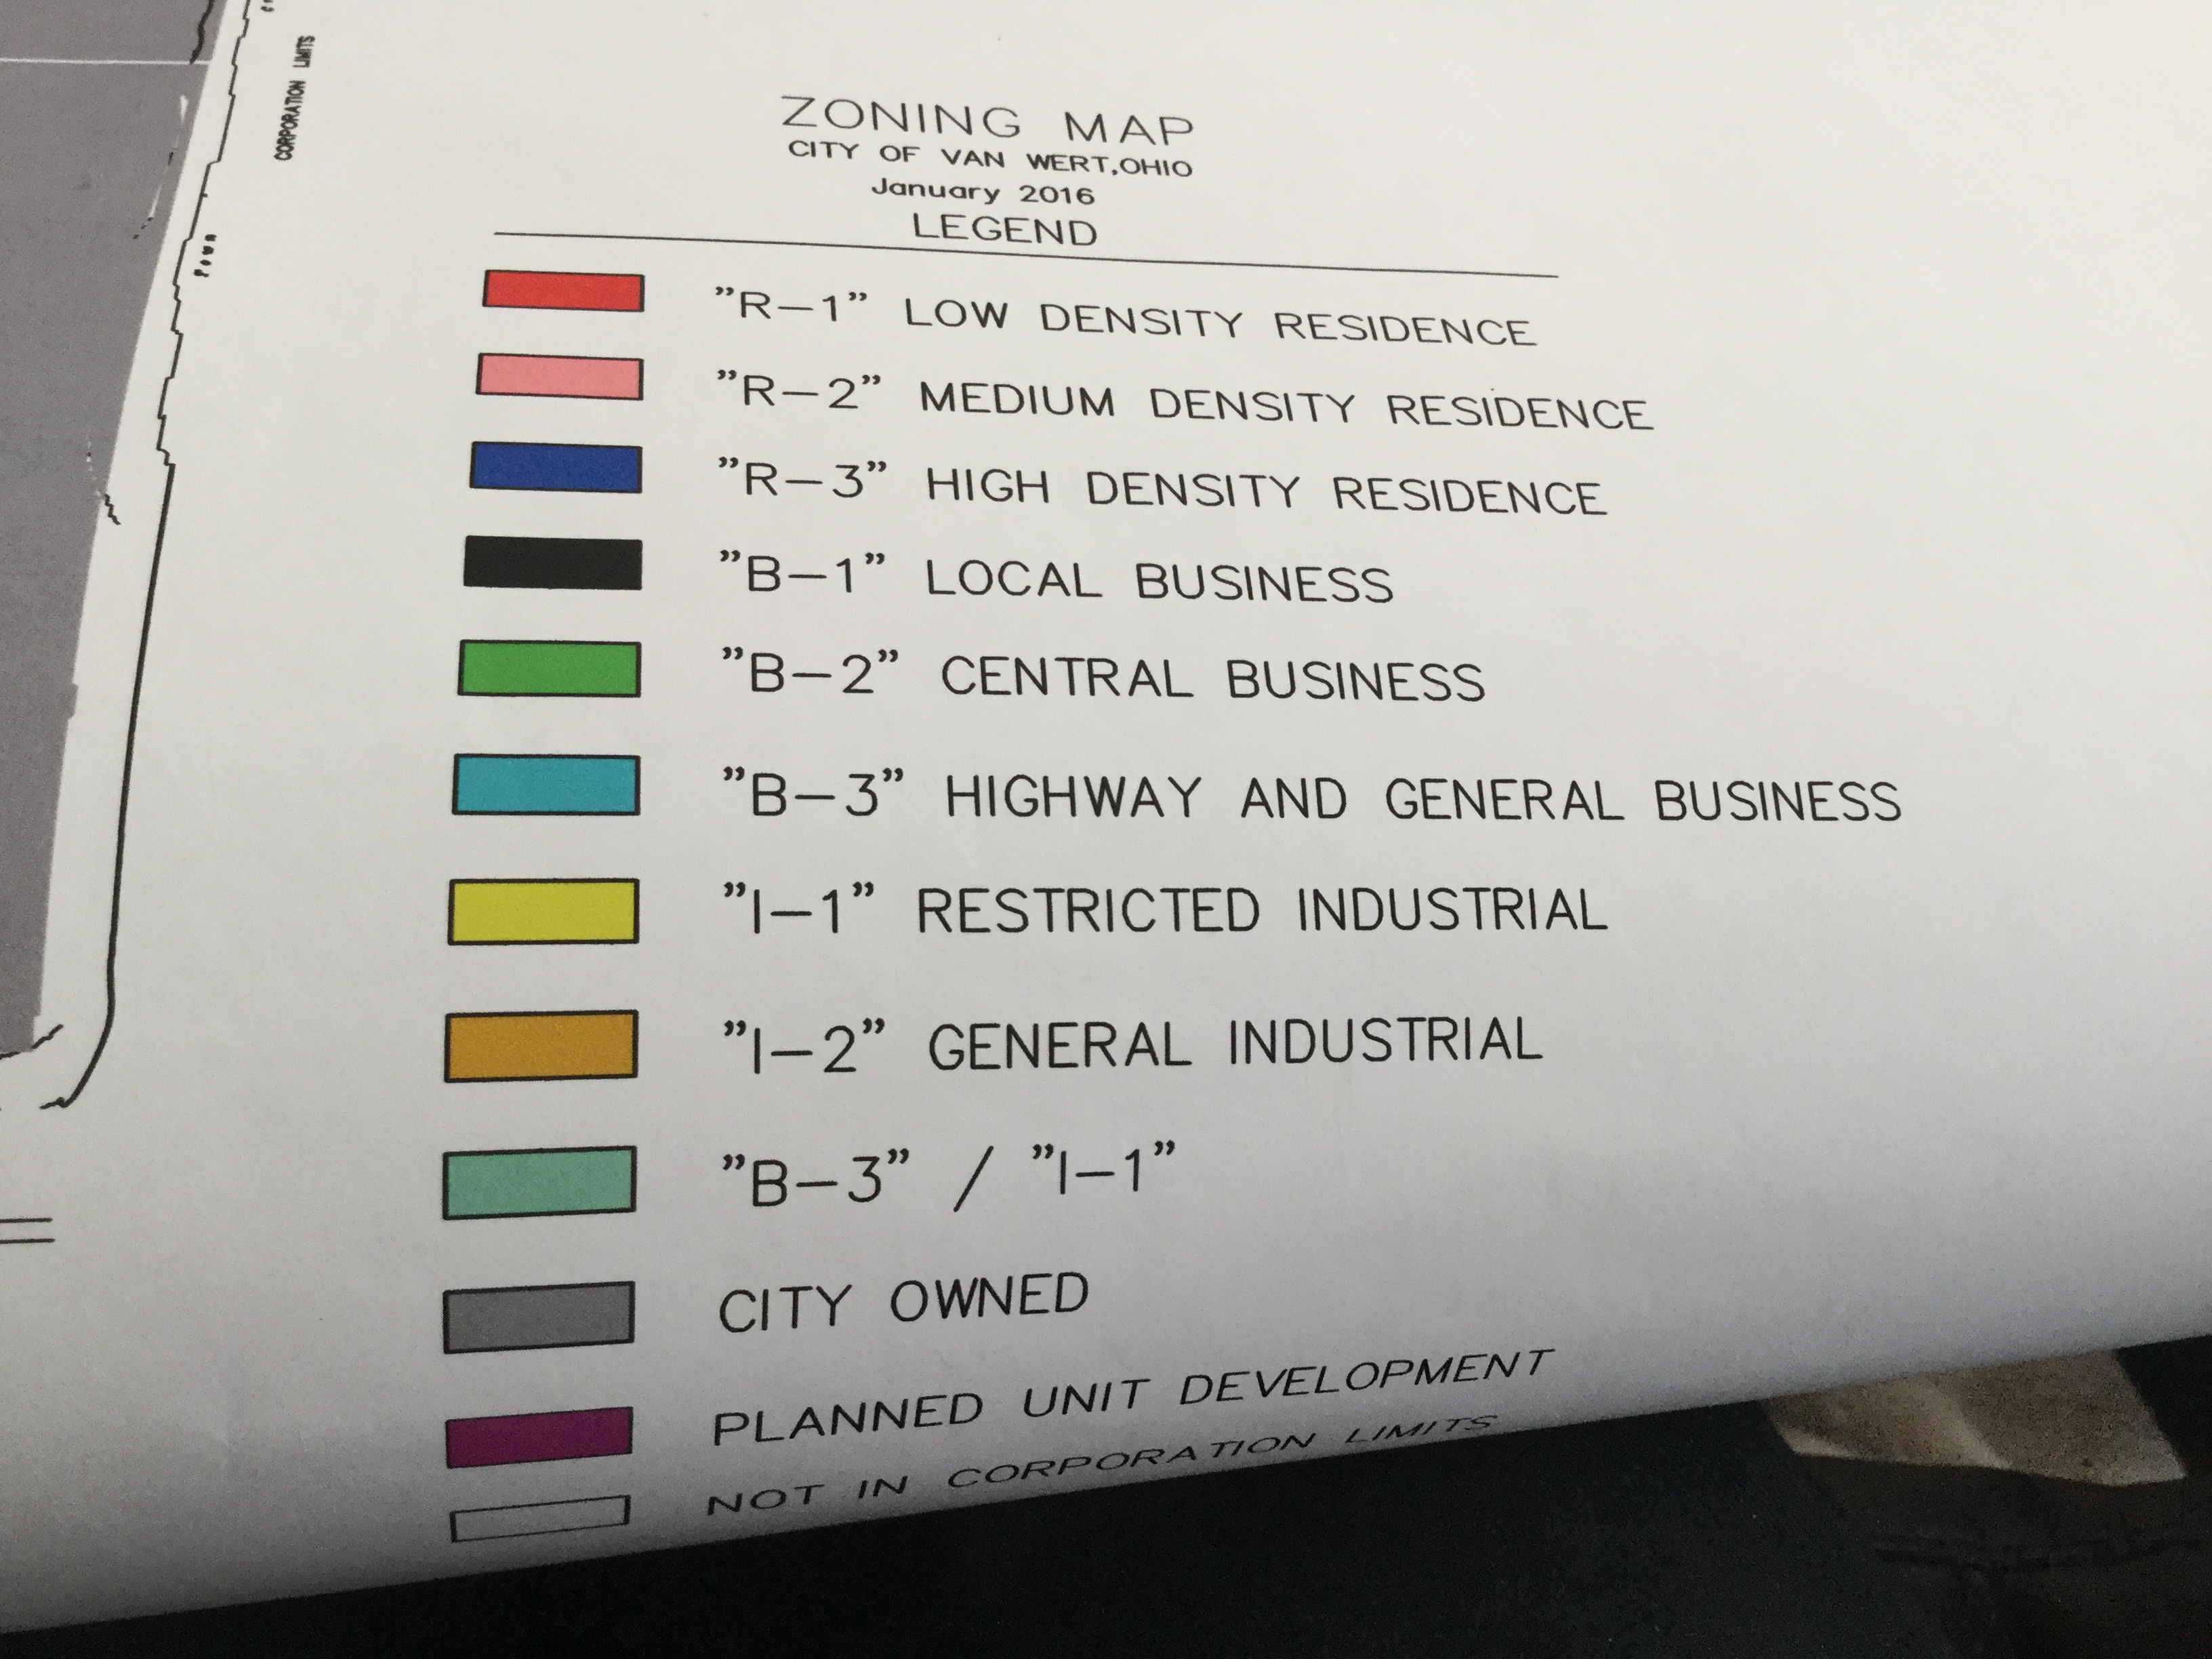 CORPORATION LIMITS
ZONING MAP
CITY OF VAN WERT,OHIO
January 2016
LEGEND
"R-1" LOW DENSITY RESIDENCE
"R-2" MEDIUM DENSITY RESIDENCE
"R-3" HIGH DENSITY RESIDENCE
"B-1" LOCAL BUSINESS
"B-2" CENTRAL BUSINESS
"B-3" HIGHWAY AND GENERAL BUSINESS
"I-1" RESTRICTED INDUSTRIAL
"I-2" GENERAL INDUSTRIAL
"B-3" / "I-1"
CITY OWNED
PLANNED UNIT DEVELOPMENT
NOT IN CORPORATION LIMITS